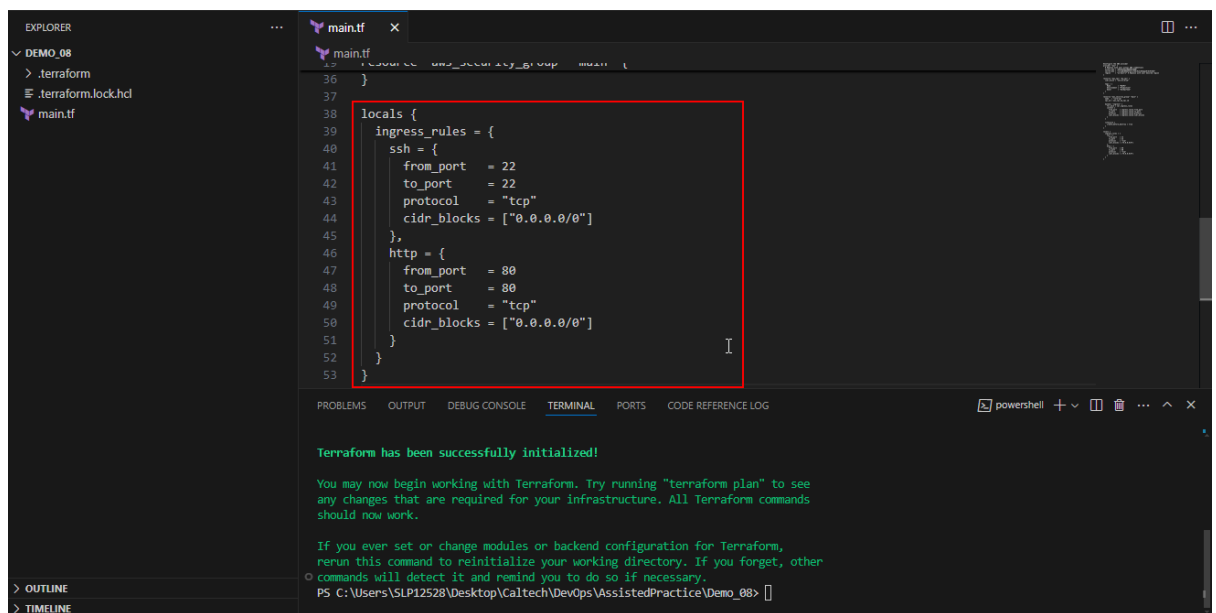 EXPLORER
DEMO_08
.terraform
.terraform.lock.hcl
main.tf
OUTLINE
TIMELINE
main.tf
main.tf
19 resource "aws_security_group" "main" {
36 }
37
38 locals {
39 ingress_rules = {
40 ssh = {
41 from_port = 22
42 to_port = 22
43 protocol = "tcp"
44 cidr_blocks = ["0.0.0.0/0"]
45 },
46 http = {
47 from_port = 80
48 to_port = 80
49 protocol = "tcp"
50 cidr_blocks = ["0.0.0.0/0"]
51 }
52 }
53 }
PROBLEMS OUTPUT DEBUG CONSOLE TERMINAL PORTS CODE REFERENCE LOG powershell
Terraform has been successfully initialized!
You may now begin working with Terraform. Try running "terraform plan" to see
any changes that are required for your infrastructure. All Terraform commands
should now work.
If you ever set or change modules or backend configuration for Terraform,
rerun this command to reinitialize your working directory. If you forget, other
commands will detect it and remind you to do so if necessary.
PS C:\Users\SLP12528\Desktop\Caltech\DevOps\AssistedPractice\Demo_08>